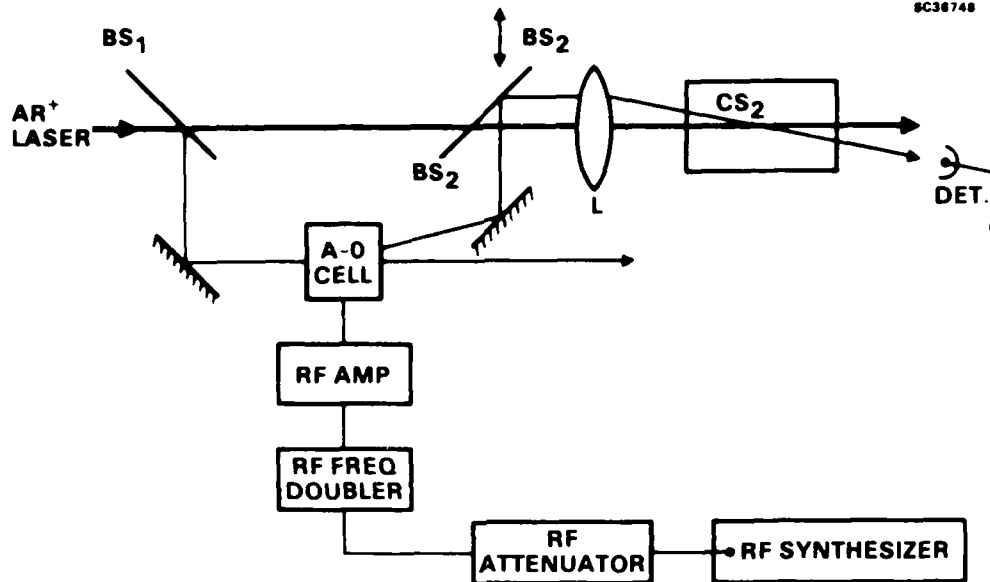 SC36748
BS1
BS2
AR+
LASER
CS2
BS2
L
DET.
A-O
CELL
RF AMP
RF FREQ
DOUBLER
RF
ATTENUATOR
RF SYNTHESIZER